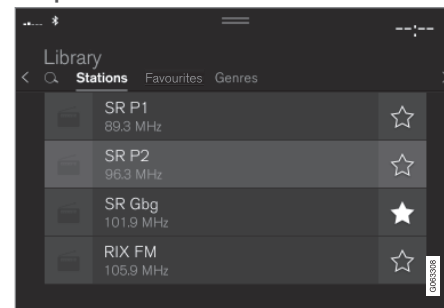 --:--
Library
Stations Favourites Genres
SR P1
89.3 MHz
SR P2
96.3 MHz
SR Gbg
101.9 MHz
RIX FM
105.9 MHz
G063308